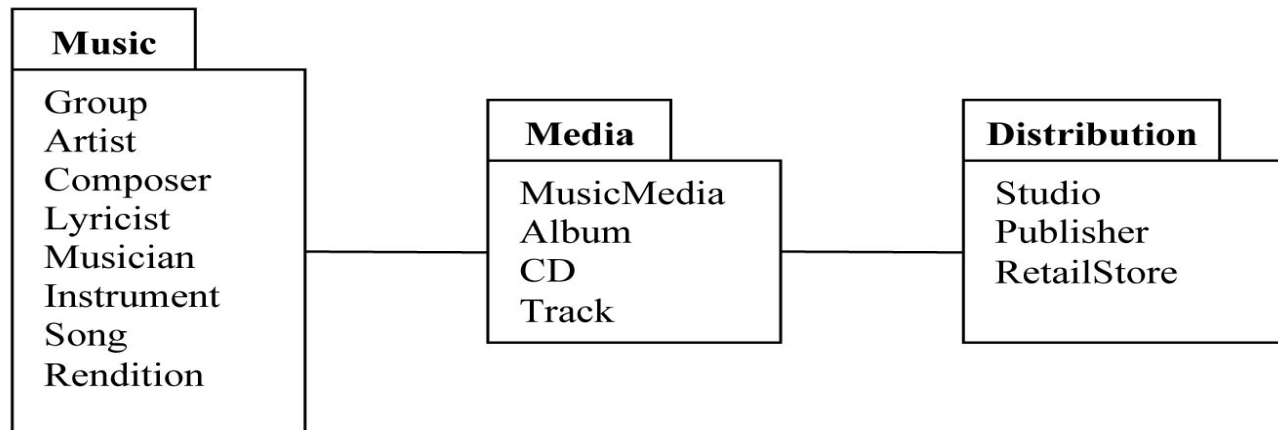 Music
Group
Artist
Composer
Lyricist
Musician
Instrument
Song
Rendition
Media
MusicMedia
Album
CD
Track
Distribution
Studio
Publisher
RetailStore